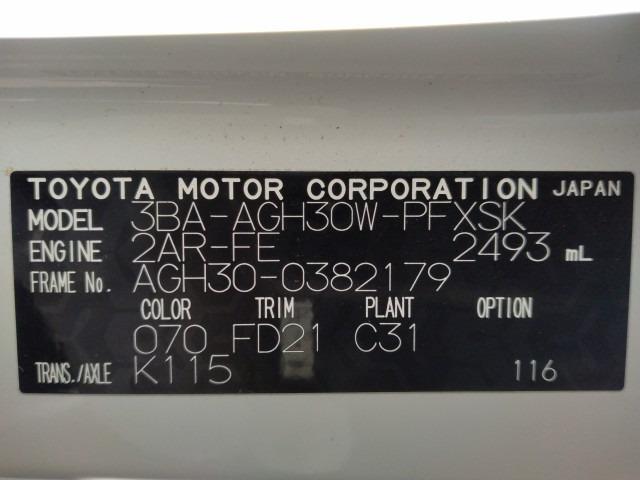 TOYOTA MOTOR CORPORATION JAPAN
MODEL 3BA-AGH30W-PFXSK
ENGINE 2AR-FE 2493 mL
FRAME No. AGH30-0382179
COLOR TRIM PLANT OPTION
070 FD21 C31
TRANS./AXLE K115 116